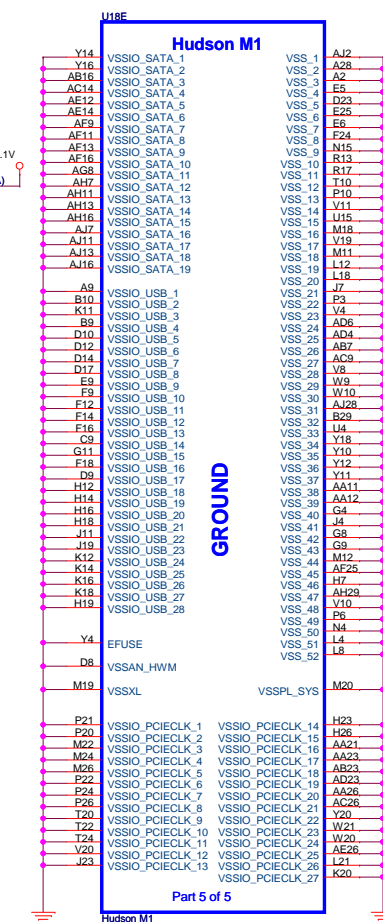 U18E
Hudson M1
Y14 VSSIO_SATA_1 VSS_1 AJ2
Y16 VSSIO_SATA_2 VSS_2 A28
AB16 VSSIO_SATA_3 VSS_3 A2
AC14 VSSIO_SATA_4 VSS_4 E5
AE12 VSSIO_SATA_5 VSS_5 D23
AE14 VSSIO_SATA_6 VSS_6 E25
AF9 VSSIO_SATA_7 VSS_7 E6
AF11 VSSIO_SATA_8 VSS_8 F24
AF13 VSSIO_SATA_9 VSS_9 N15
.1V
AF16 VSSIO_SATA_10 VSS_10 R13
AG8 VSSIO_SATA_11 VSS_11 R17
AH7 VSSIO_SATA_12 VSS_12 T10
AH11 VSSIO_SATA_13 VSS_13 P10
AH13 VSSIO_SATA_14 VSS_14 V11
AH16 VSSIO_SATA_15 VSS_15 U15
AJ7 VSSIO_SATA_16 VSS_16 M18
AJ11 VSSIO_SATA_17 VSS_17 V19
AJ13 VSSIO_SATA_18 VSS_18 M11
AJ16 VSSIO_SATA_19 VSS_19 L12
VSS_20 L18
A9 VSSIO_USB_1 VSS_21 J7
B10 VSSIO_USB_2 VSS_22 P3
K11 VSSIO_USB_3 VSS_23 V4
B9 VSSIO_USB_4 VSS_24 AD6
D10 VSSIO_USB_5 VSS_25 AD4
D12 VSSIO_USB_6 VSS_26 AB7
D14 VSSIO_USB_7 VSS_27 AC9
D17 VSSIO_USB_8 VSS_28 V8
E9 VSSIO_USB_9 VSS_29 W9
F9 VSSIO_USB_10 VSS_30 W10
F12 VSSIO_USB_11 VSS_31 AJ28
F14 VSSIO_USB_12 VSS_32 B29
F16 VSSIO_USB_13 VSS_33 U4
C9 VSSIO_USB_14 VSS_34 Y18
G11 VSSIO_USB_15 VSS_35 Y10
F18 VSSIO_USB_16 VSS_36 Y12
D9 VSSIO_USB_17 VSS_37 Y11
H12 VSSIO_USB_18 VSS_38 AA11
H14 VSSIO_USB_19 VSS_39 AA12
H16 VSSIO_USB_20 VSS_40 G4
H18 VSSIO_USB_21 VSS_41 J4
J11 VSSIO_USB_22 VSS_42 G8
J19 VSSIO_USB_23 VSS_43 G9
K12 VSSIO_USB_24 VSS_44 M12
K14 VSSIO_USB_25 VSS_45 AF25
K16 VSSIO_USB_26 VSS_46 H7
K18 VSSIO_USB_27 VSS_47 AH29
H19 VSSIO_USB_28 VSS_48 V10
GROUND
VSS_49 P6
VSS_50 N4
Y4 EFUSE VSS_51 L4
VSS_52 L8
D8 VSSAN_HWM
M19 VSSXL VSSPL_SYS M20
P21 VSSIO_PCIECLK_1 VSSIO_PCIECLK_14 H23
P20 VSSIO_PCIECLK_2 VSSIO_PCIECLK_15 H26
M22 VSSIO_PCIECLK_3 VSSIO_PCIECLK_16 AA21
M24 VSSIO_PCIECLK_4 VSSIO_PCIECLK_17 AA23
M26 VSSIO_PCIECLK_5 VSSIO_PCIECLK_18 AB23
P22 VSSIO_PCIECLK_6 VSSIO_PCIECLK_19 AD23
P24 VSSIO_PCIECLK_7 VSSIO_PCIECLK_20 AA26
P26 VSSIO_PCIECLK_8 VSSIO_PCIECLK_21 AC26
T20 VSSIO_PCIECLK_9 VSSIO_PCIECLK_22 Y20
T22 VSSIO_PCIECLK_10 VSSIO_PCIECLK_23 W21
T24 VSSIO_PCIECLK_11 VSSIO_PCIECLK_24 W20
V20 VSSIO_PCIECLK_12 VSSIO_PCIECLK_25 AE26
J23 VSSIO_PCIECLK_13 VSSIO_PCIECLK_26 L21
VSSIO_PCIECLK_27 K20
Part 5 of 5
Hudson M1